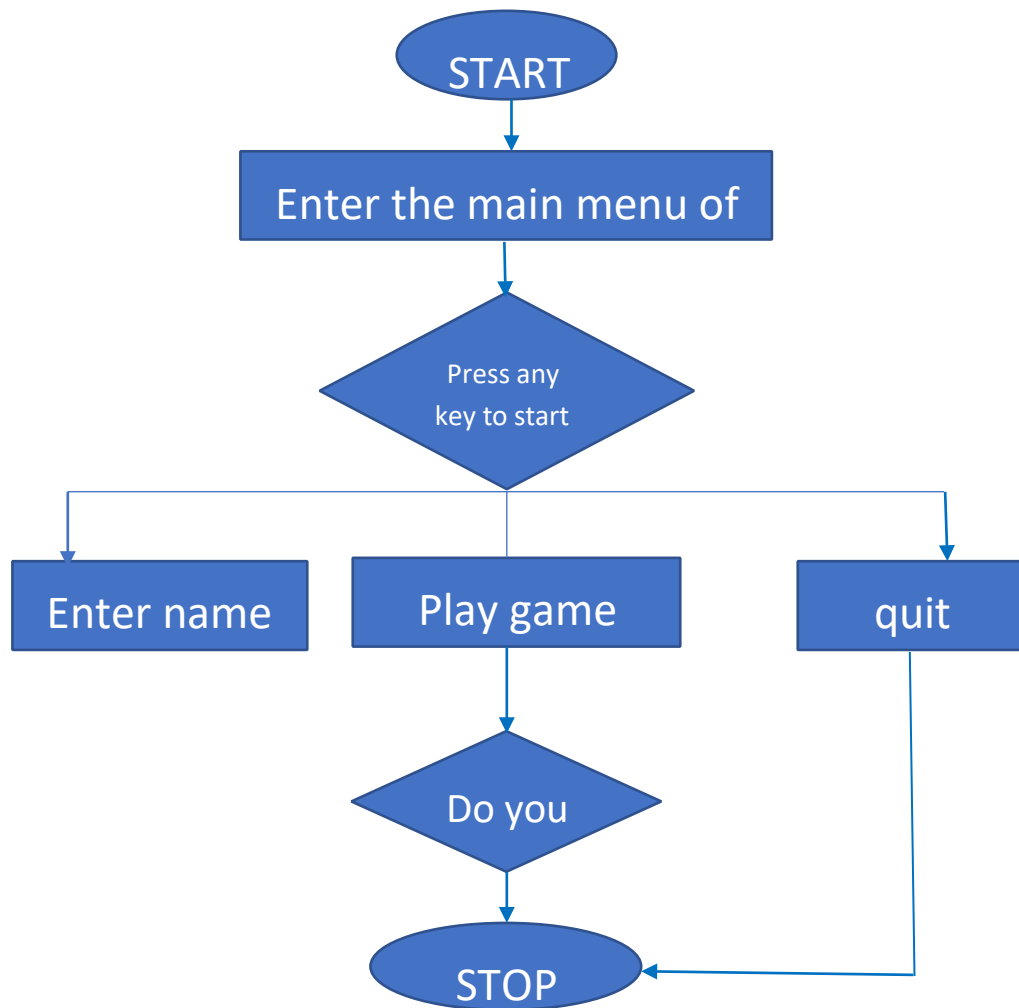 START
Enter the main menu of
Press any
key to start
Enter name
Play game
quit
Do you
STOP